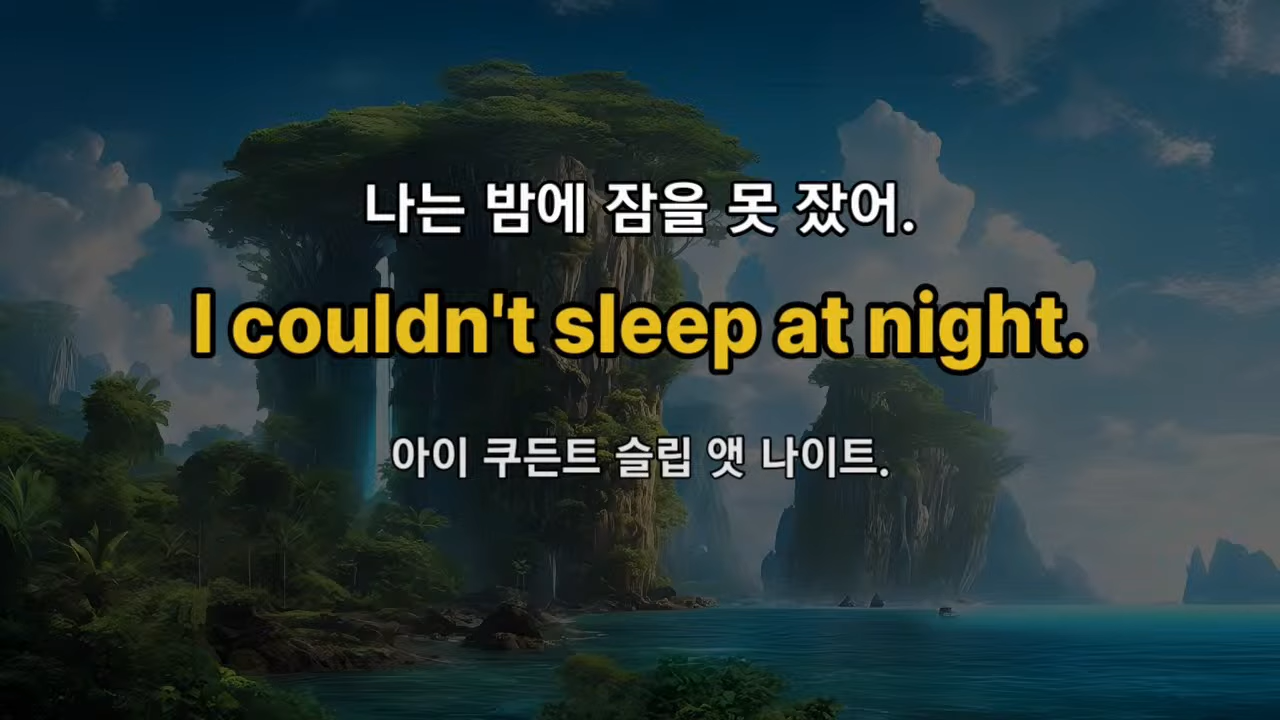 나는 밤에 잠을 못 잤어.
I couldn't sleep at night.
아이 쿠든트 슬립 앳 나이트.